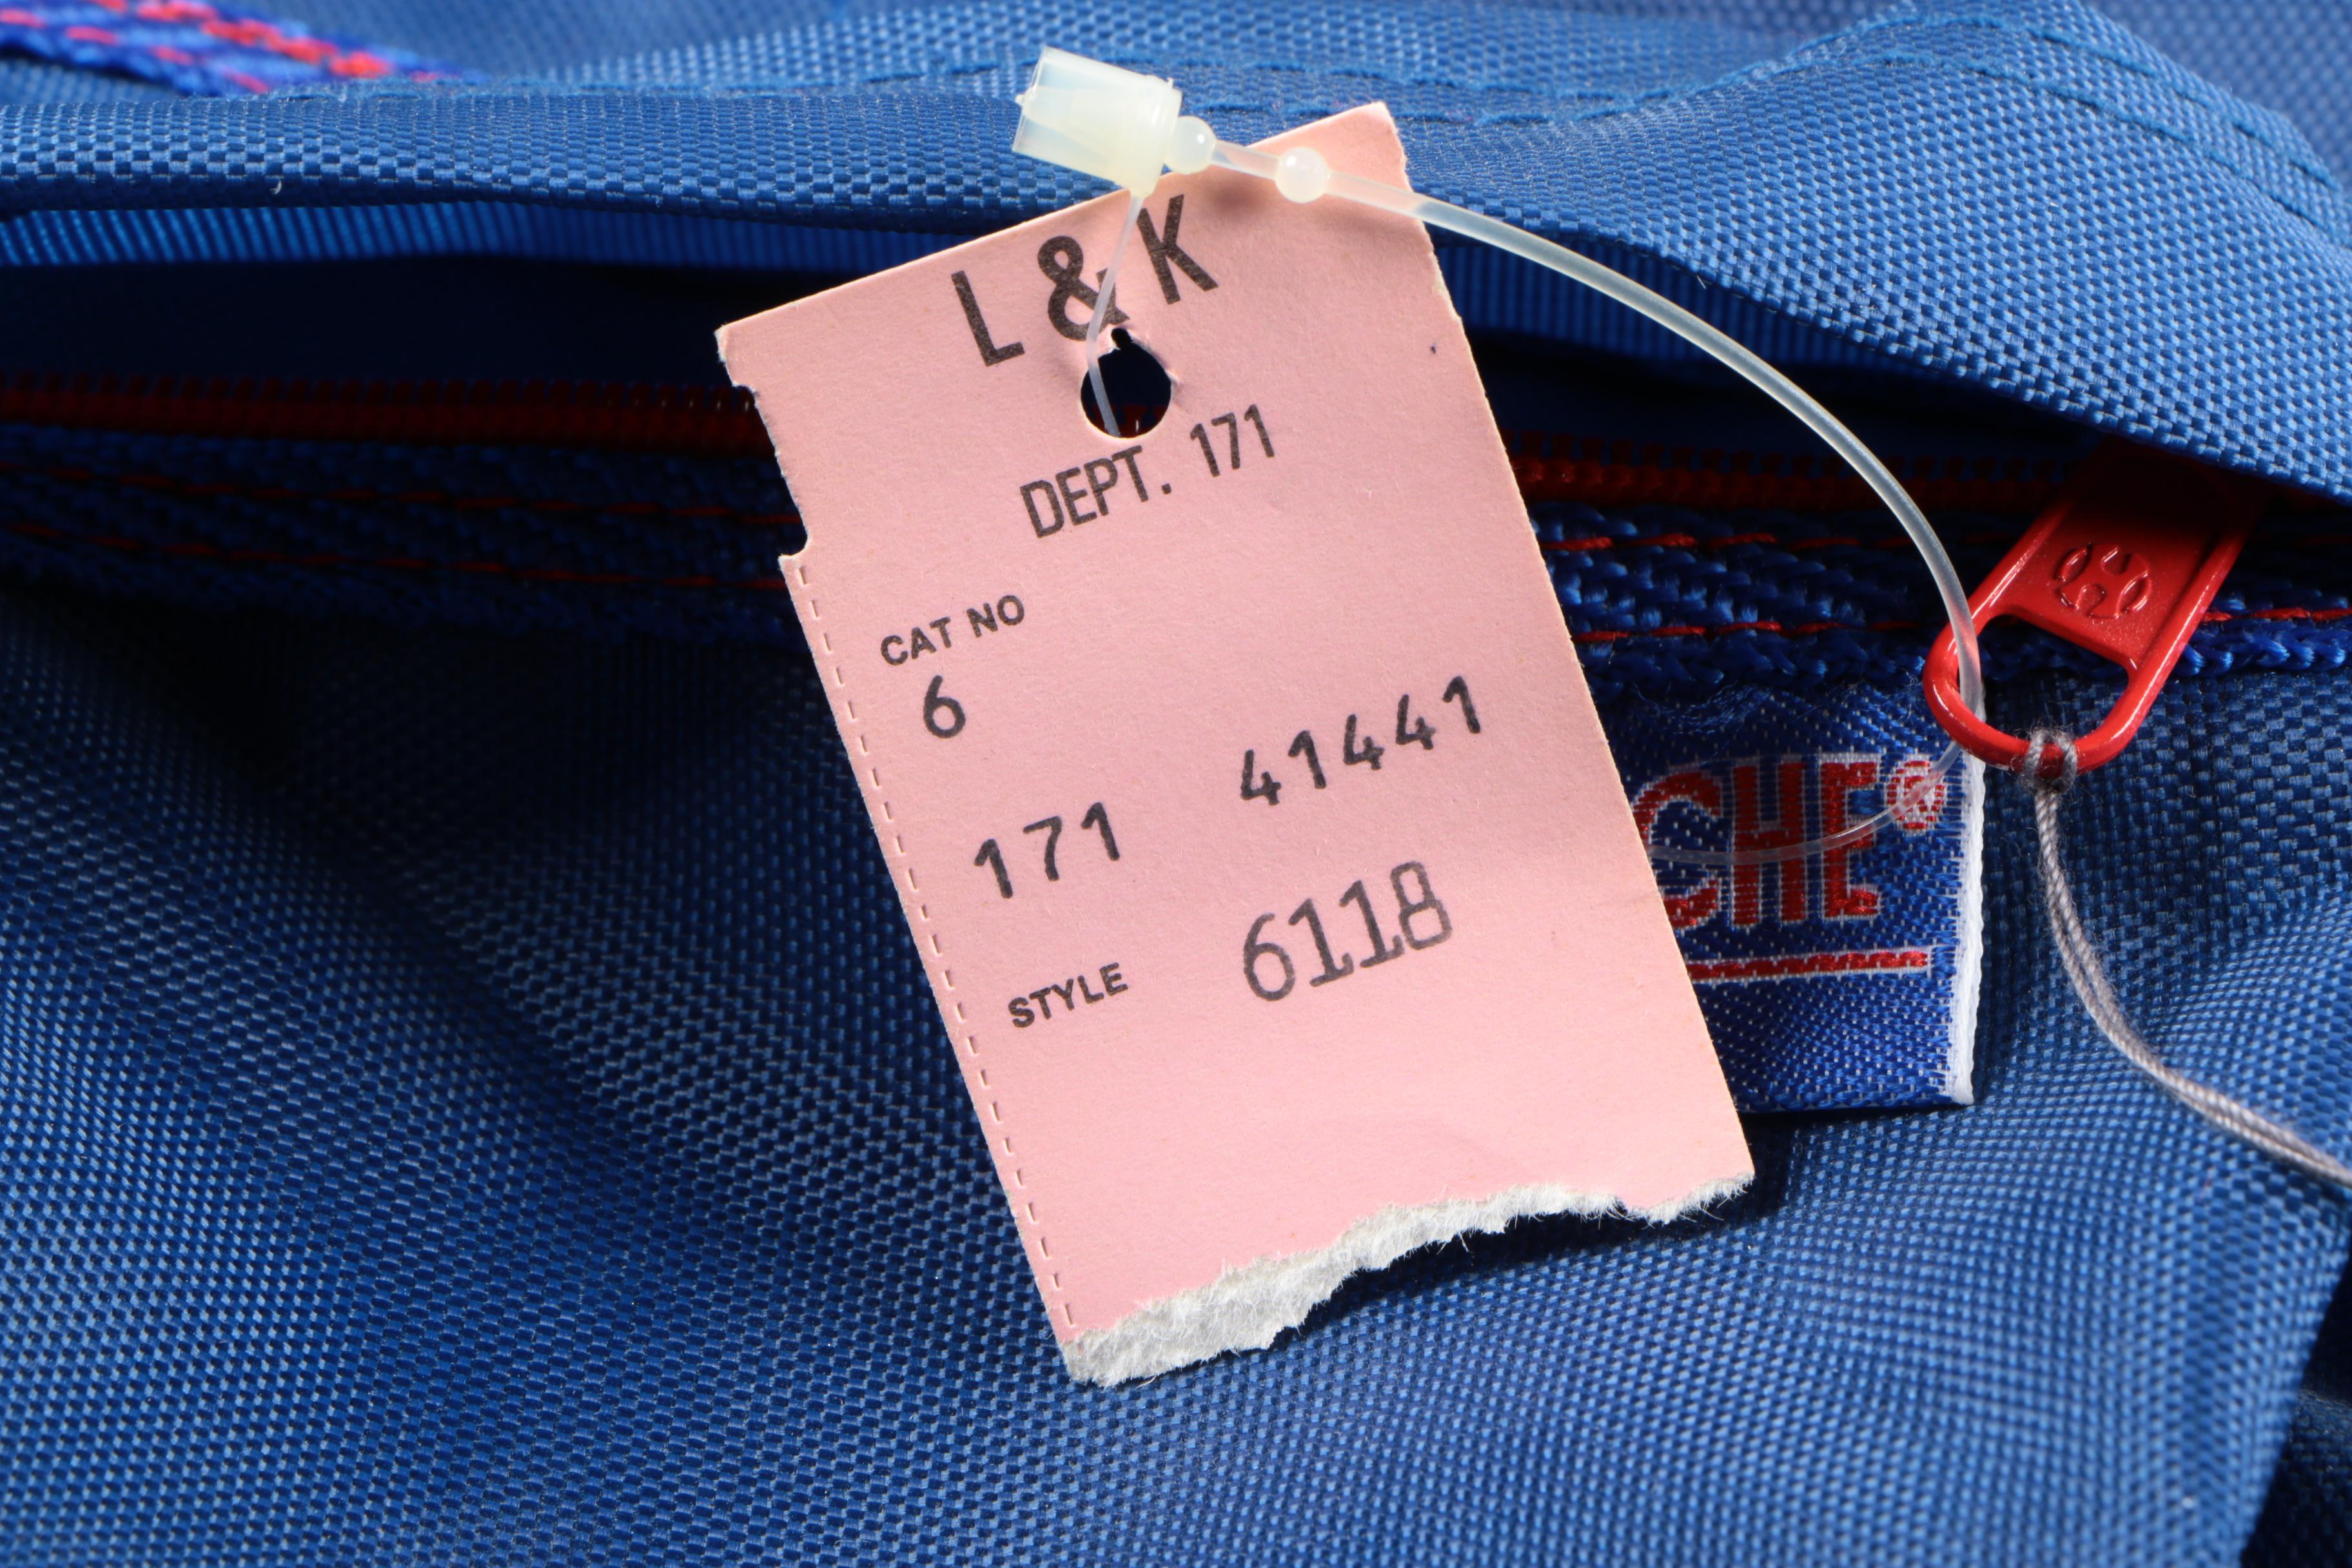 L & K
DEPT. 171
CAT NO
6
171 41441
STYLE 6118
CHE®